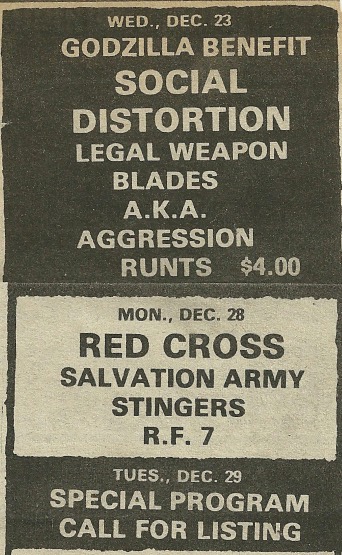 WED., DEC. 23
GODZILLA BENEFIT
SOCIAL
DISTORTION
LEGAL WEAPON
BLADES
A.K.A.
AGGRESSION
RUNTS $4.00
MON., DEC. 28
RED CROSS
SALVATION ARMY
STINGERS
R.F. 7
TUES., DEC. 29
SPECIAL PROGRAM
CALL FOR LISTING